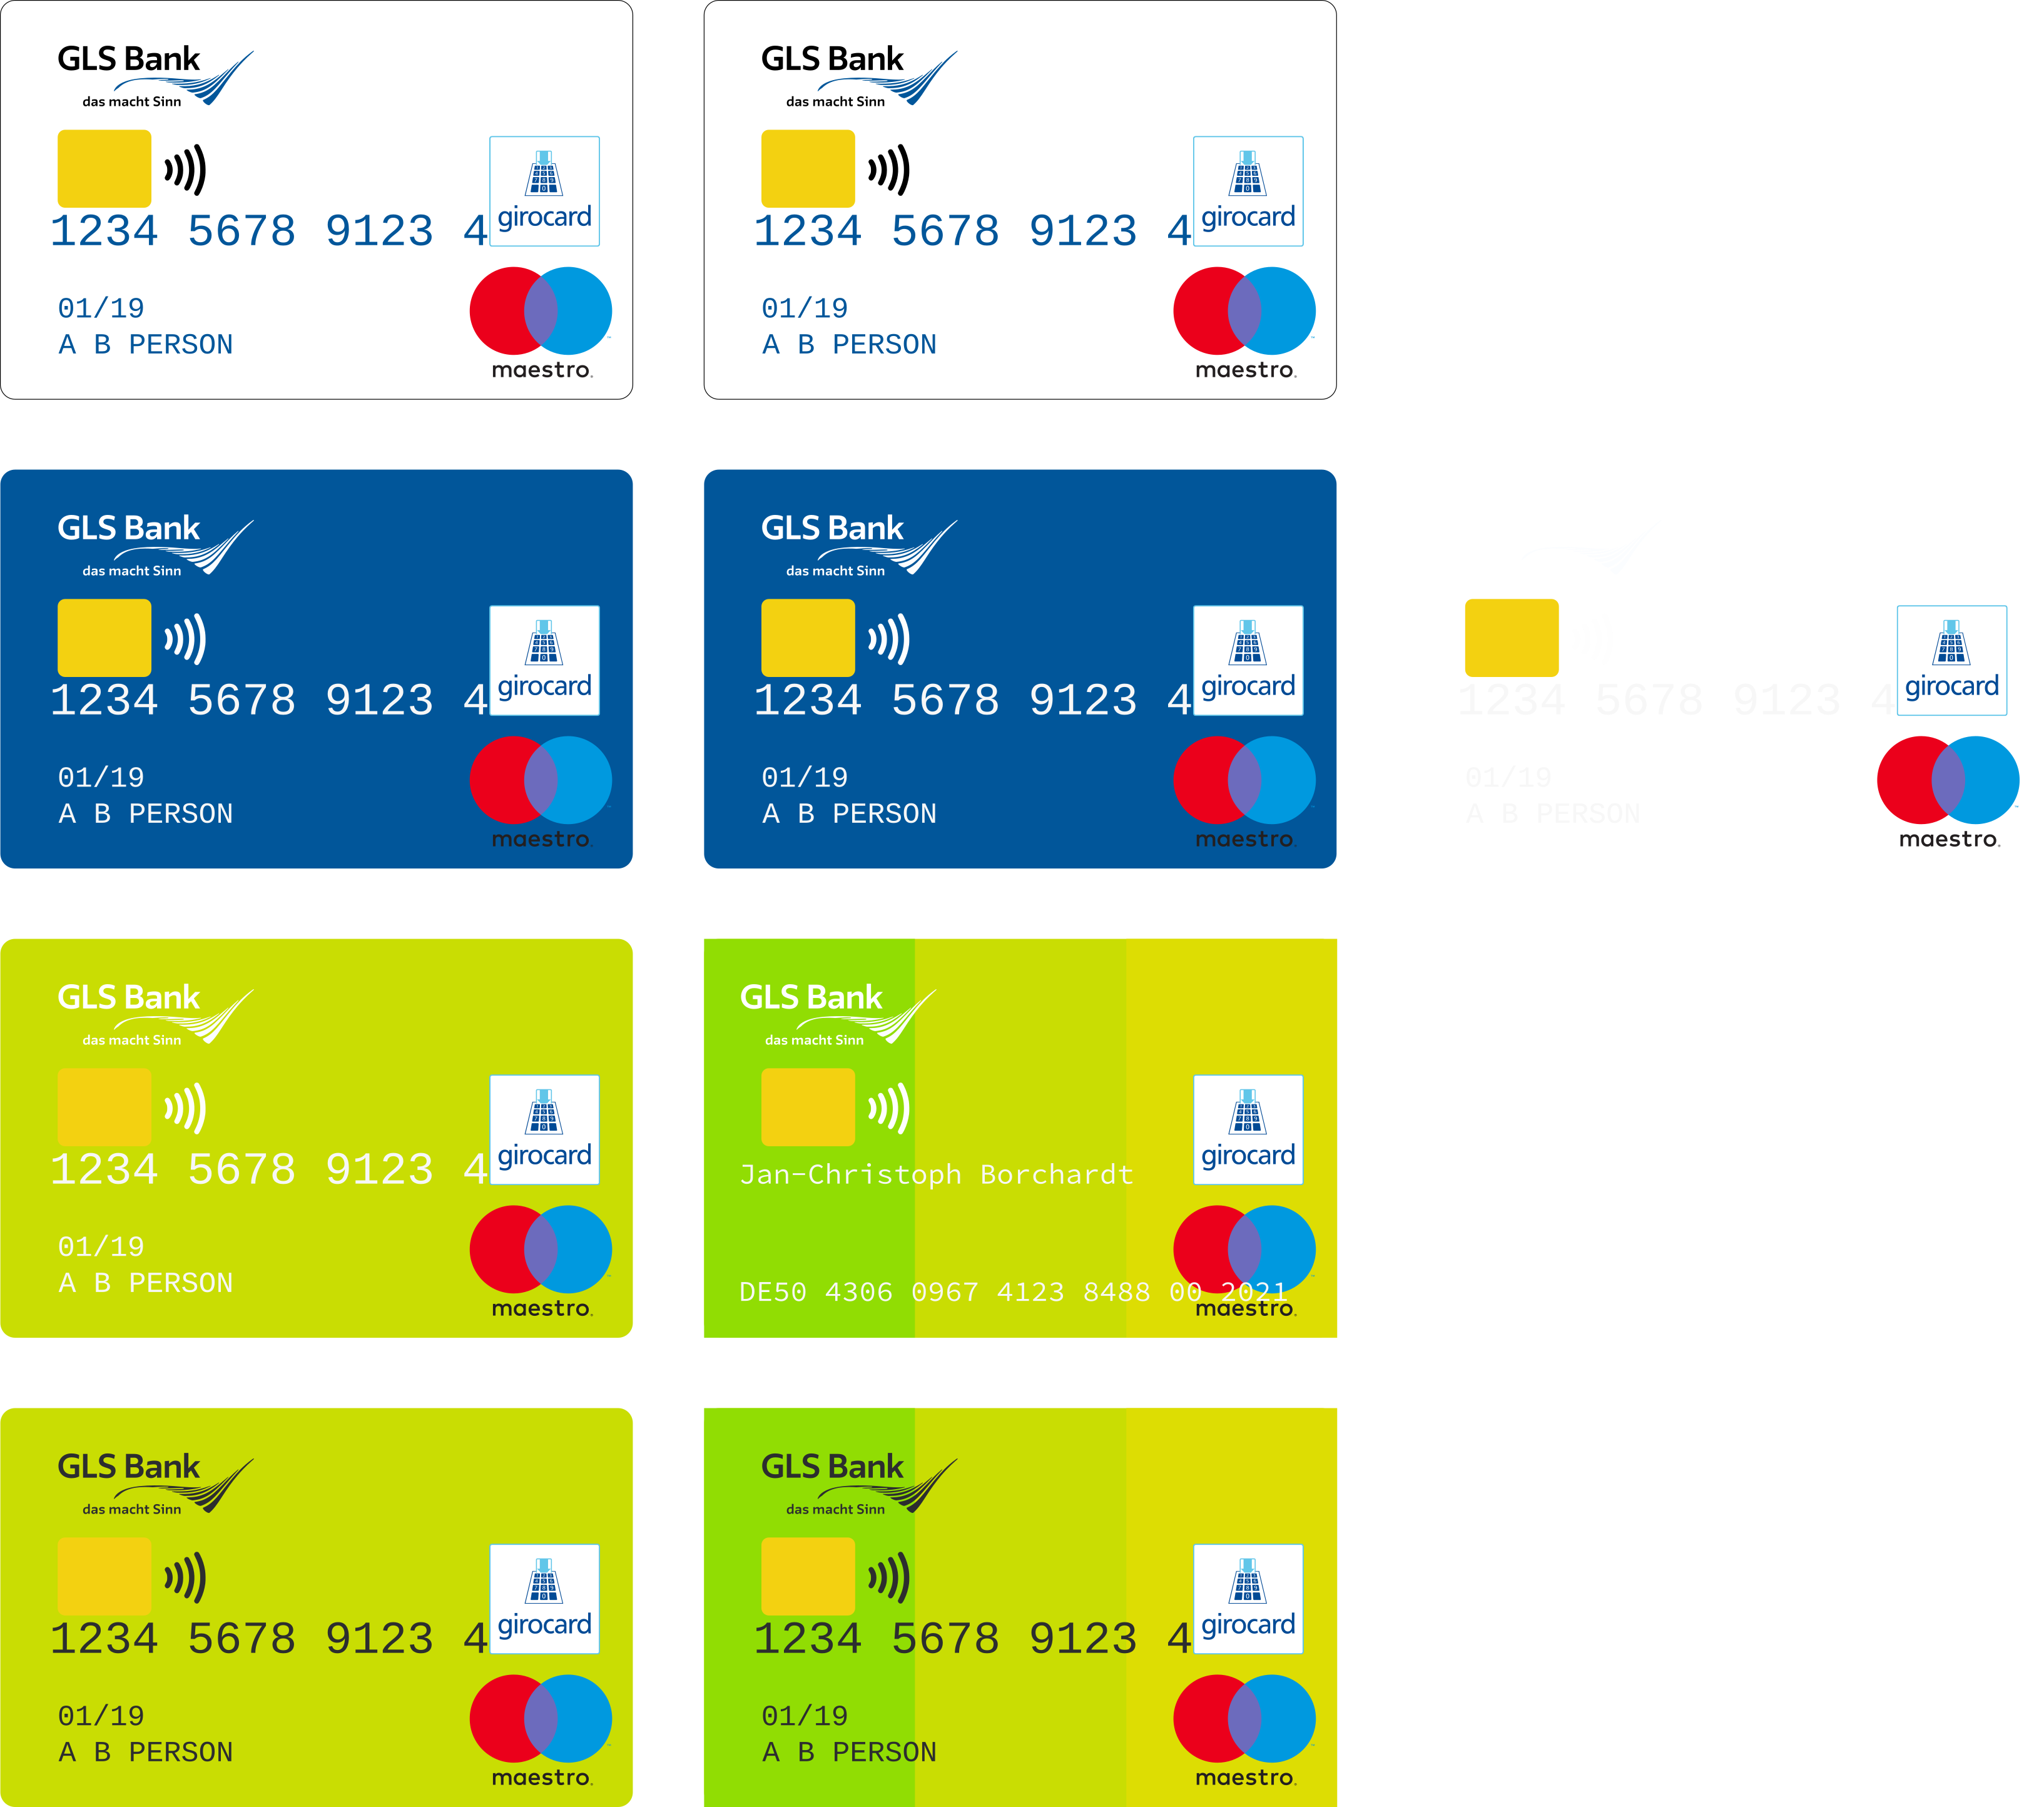 GLS Bank
das macht Sinn
1234 5678 9123 4
girocard
01/19
A B PERSON
maestro
GLS Bank
das macht Sinn
1234 5678 9123 4
girocard
01/19
A B PERSON
maestro
GLS Bank
das macht Sinn
1234 5678 9123 4
girocard
01/19
A B PERSON
maestro
GLS Bank
das macht Sinn
1234 5678 9123 4
girocard
01/19
A B PERSON
maestro
1234 5678 9123 4
girocard
01/19
A B PERSON
maestro
GLS Bank
das macht Sinn
1234 5678 9123 4
girocard
01/19
A B PERSON
maestro
GLS Bank
das macht Sinn
girocard
Jan-Christoph Borchardt
DE50 4306 0967 4123 8488 00 2021
maestro
GLS Bank
das macht Sinn
1234 5678 9123 4
girocard
01/19
A B PERSON
maestro
GLS Bank
das macht Sinn
1234 5678 9123 4
girocard
01/19
A B PERSON
maestro